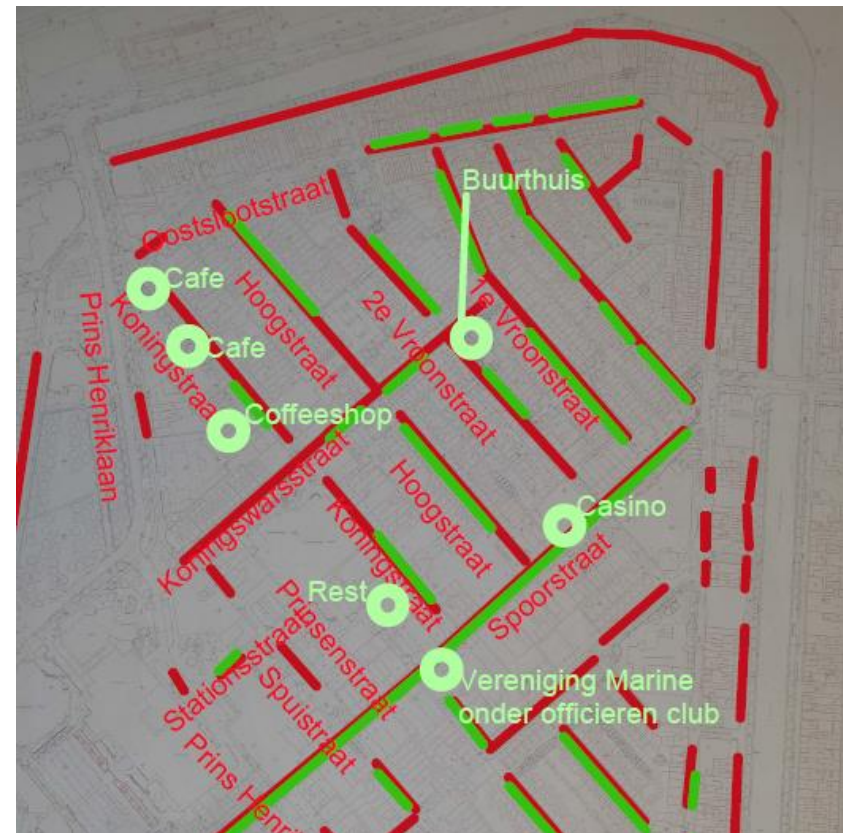 Buurthuis
Oostslootstraat
Cafe
Cafe
Prins Henriklaan
Koningstraat
Hoogstraat
2e Vroonstraat
1e Vroonstraat
Coffeeshop
Koningswarsstraat
Hoogstraat
Koningstraat
Casino
Rest
Spoorstraat
Prinsenstraat
Stationsstraat
Spuistraat
Vereniging Marine
onder officieren club
S Prins Henri